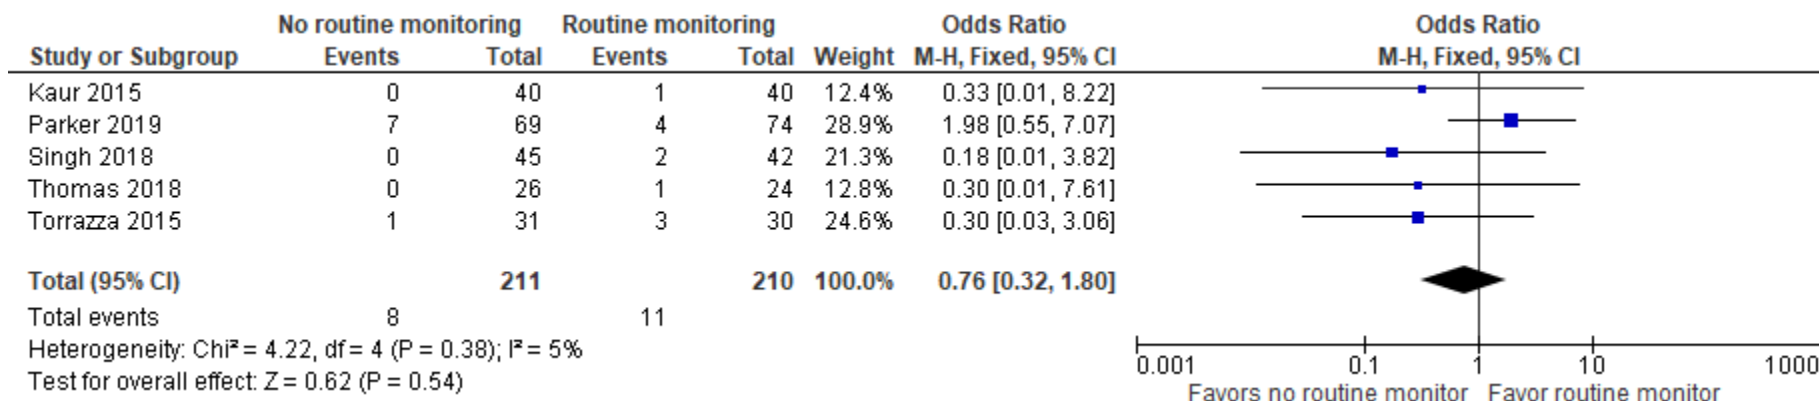 No routine monitoring Routine monitoring Odds Ratio Odds Ratio
Study or Subgroup Events Total Events Total Weight M-H, Fixed, 95% CI M-H, Fixed, 95% CI
Kaur 2015 0 40 1 40 12.4% 0.33 [0.01, 8.22]
Parker 2019 7 69 4 74 28.9% 1.98 [0.55, 7.07]
Singh 2018 0 45 2 42 21.3% 0.18 [0.01, 3.82]
Thomas 2018 0 26 1 24 12.8% 0.30 [0.01, 7.61]
Torrazza 2015 1 31 3 30 24.6% 0.30 [0.03, 3.06]
Total (95% CI) 211 210 100.0% 0.76 [0.32, 1.80]
Total events 8 11
Heterogeneity: Chi² = 4.22, df = 4 (P = 0.38); I² = 5%
Test for overall effect: Z = 0.62 (P = 0.54)
0.001 0.1 1 10 1000
Favors no routine monitor Favor routine monitor